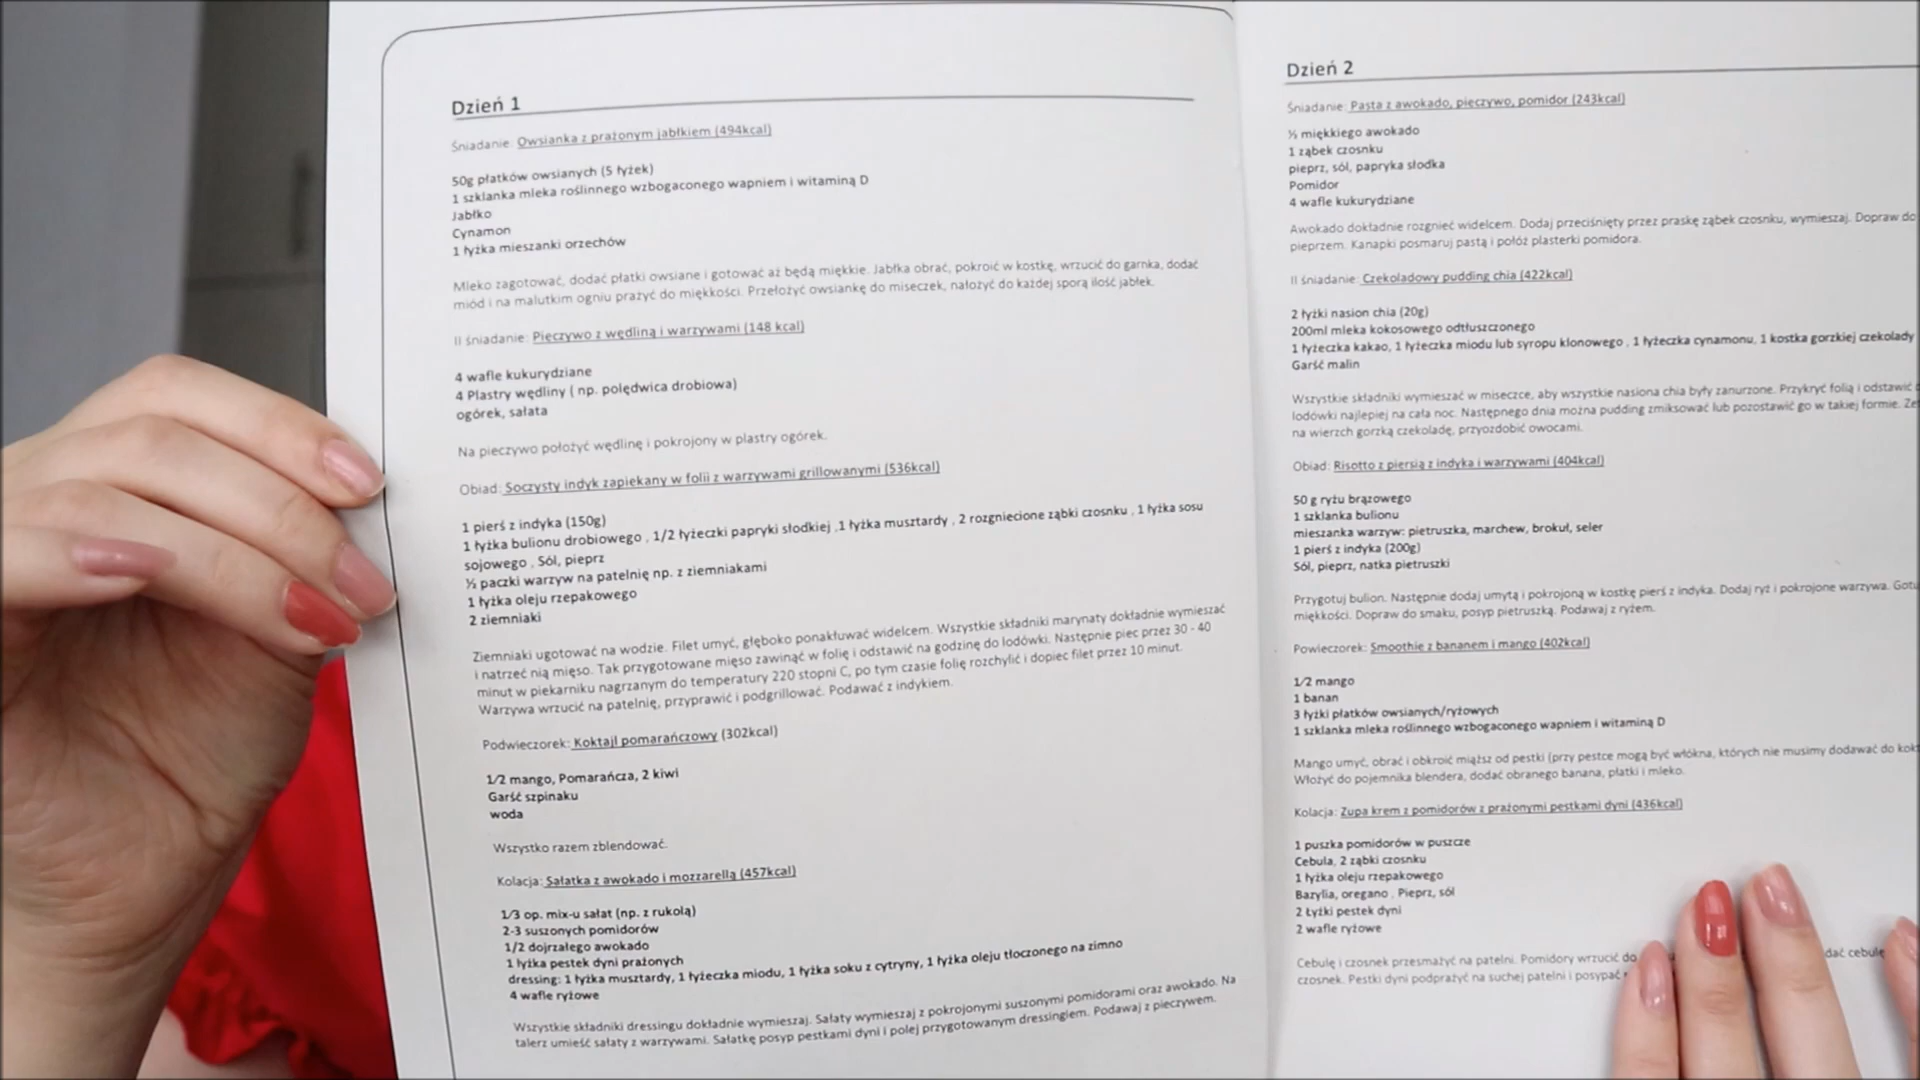 Dzień 1
Śniadanie: Owsianka z prażonym jabłkiem (494kcal)
50g płatków owsianych (5 łyżek)
1 szklanka mleka roślinnego wzbogaconego wapniem i witaminą D
Jabłko
Cynamon
1 łyżka mieszanki orzechów
Mleko zagotować, dodać płatki owsiane i gotować aż będą miękkie. Jabłka obrać, pokroić w kostkę, wrzucić do garnka, dodać
miód i na malutkim ogniu prażyć do miękkości. Przełożyć owsiankę do miseczek, nałożyć do każdej sporą ilość jabłek.
II śniadanie: Pieczywo z wędliną i warzywami (148 kcal)
4 wafle kukurydziane
4 Plastry wędliny ( np. polędwica drobiowa)
ogórek, sałata
Na pieczywo położyć wędlinę i pokrojony w plastry ogórek.
Obiad: Soczysty indyk zapiekany w folii z warzywami grillowanymi (536kcal)
1 pierś z indyka (150g)
1 łyżka bulionu drobiowego , 1/2 łyżeczki papryki słodkiej ,1 łyżka musztardy , 2 rozgniecione ząbki czosnku , 1 łyżka sosu
sojowego , Sól, pieprz
½ paczki warzyw na patelnię np. z ziemniakami
1 łyżka oleju rzepakowego
2 ziemniaki
Ziemniaki ugotować na wodzie. Filet umyć, głęboko ponakłuwać widelcem. Wszystkie składniki marynaty dokładnie wymieszać
i natrzeć nią mięso. Tak przygotowane mięso zawinąć w folię i odstawić na godzinę do lodówki. Następnie piec przez 30 - 40
minut w piekarniku nagrzanym do temperatury 220 stopni C, po tym czasie folię rozchylić i dopiec filet przez 10 minut.
Warzywa wrzucić na patelnię, przyprawić i podgrillować. Podawać z indykiem.
Podwieczorek: Koktajl pomarańczowy (302kcal)
1/2 mango, Pomarańcza, 2 kiwi
Garść szpinaku
woda
Wszystko razem zblendować.
Kolacja: Sałatka z awokado i mozzarellą (457kcal)
1/3 op. mix-u sałat (np. z rukolą)
2-3 suszonych pomidorów
1/2 dojrzałego awokado
1 łyżka pestek dyni prażonych
dressing: 1 łyżka musztardy, 1 łyżeczka miodu, 1 łyżka soku z cytryny, 1 łyżka oleju tłoczonego na zimno
4 wafle ryżowe
Wszystkie składniki dressingu dokładnie wymieszaj. Sałaty wymieszaj z pokrojonymi suszonymi pomidorami oraz awokado. Na
talerz umieść sałaty z warzywami. Sałatkę posyp pestkami dyni i polej przygotowanym dressingiem. Podawaj z pieczywem.
Dzień 2
Śniadanie: Pasta z awokado, pieczywo, pomidor (243kcal)
½ miękkiego awokado
1 ząbek czosnku
pieprz, sól, papryka słodka
Pomidor
4 wafle kukurydziane
Awokado dokładnie rozgnieć widelcem. Dodaj przeciśnięty przez praskę ząbek czosnku, wymieszaj. Dopraw do
pieprzem. Kanapki posmaruj pastą i połóż plasterki pomidora.
II śniadanie: Czekoladowy pudding chia (422kcal)
2 łyżki nasion chia (20g)
200ml mleka kokosowego odtłuszczonego
1 łyżeczka kakao, 1 łyżeczka miodu lub syropu klonowego , 1 łyżeczka cynamonu, 1 kostka gorzkiej czekolady
Garść malin
Wszystkie składniki wymieszać w miseczce, aby wszystkie nasiona chia były zanurzone. Przykryć folią i odstawić
lodówki najlepiej na cała noc. Następnego dnia można pudding zmiksować lub pozostawić go w takiej formie.
na wierzch gorzką czekoladę, przyozdobić owocami.
Obiad: Risotto z piersią z indyka i warzywami (404kcal)
50 g ryżu brązowego
1 szklanka bulionu
mieszanka warzyw: pietruszka, marchew, brokuł, seler
1 pierś z indyka (200g)
Sól, pieprz, natka pietruszki
Przygotuj bulion. Następnie dodaj umytą i pokrojoną w kostkę pierś z indyka. Dodaj ryż i pokrojone warzywa.
miękkości. Dopraw do smaku, posyp pietruszką. Podawaj z ryżem.
Powieczorek: Smoothie z bananem i mango (402kcal)
1/2 mango
1 banan
3 łyżki płatków owsianych/ryżowych
1 szklanka mleka roślinnego wzbogaconego wapniem i witaminą D
Mango umyć, obrać i obkroić miąższ od pestki (przy pestce mogą być włókna, których nie musimy dodawać do
Włożyć do pojemnika blendera, dodać obranego banana, płatki i mleko.
Kolacja: Zupa krem z pomidorów z prażonymi pestkami dyni (436kcal)
1 puszka pomidorów w puszce
Cebula, 2 ząbki czosnku
1 łyżka oleju rzepakowego
Bazylia, oregano , Pieprz, sól
2 Łyżki pestek dyni
2 wafle ryżowe
Cebulę i czosnek przesmażyć na patelni. Pomidory wrzucić do cebulę
czosnek. Pestki dyni podprażyć na suchej patelni i posypać